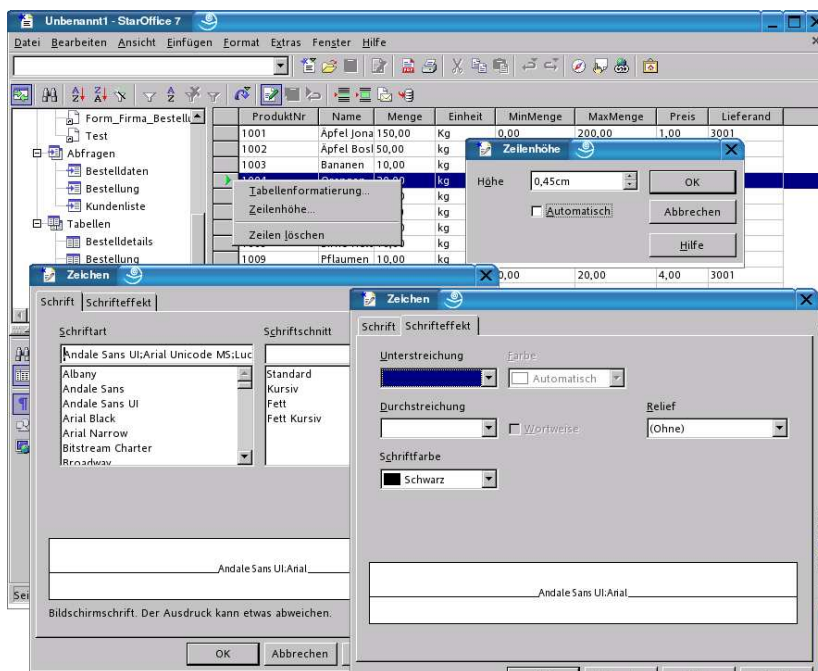 Unbenannt1 - StarOffice 7
Datei Bearbeiten Ansicht Einfügen Format Extras Fenster Hilfe
ProduktNr Name Menge Einheit MinMenge MaxMenge Preis Lieferand
Form_Firma_Bestellu
Test
Abfragen
Bestelldaten
Bestellung
Kundenliste
Tabellen
Bestelldetails
Bestellung
1001 Äpfel Jona 150,00 Kg 0,00 200,00 1,00 3001
1002 Äpfel Bosl 50,00 kg
1003 Bananen 10,00 kg
kg
kg
kg
kg
1009 Pflaumen 10,00 kg
0,00 20,00 4,00 3001
Tabellenformatierung...
Zeilenhöhe...
Zeilen löschen
Zeilenhöhe
Höhe 0,45cm
Automatisch
OK
Abbrechen
Hilfe
Zeichen
Schrift Schrifteffekt
Schriftart Schriftschnitt
Andale Sans UI;Arial Unicode MS;Luc
Albany
Andale Sans
Andale Sans UI
Arial Black
Arial Narrow
Bitstream Charter
Broadway
Standard
Kursiv
Fett
Fett Kursiv
Andale Sans UI;Arial
Bildschirmschrift. Der Ausdruck kann etwas abweichen.
OK Abbrechen
Zeichen
Schrift Schrifteffekt
Unterstreichung Farbe
Automatisch
Durchstreichung Relief
Wortweise (Ohne)
Schriftfarbe
Schwarz
Andale Sans UI;Arial
Sei